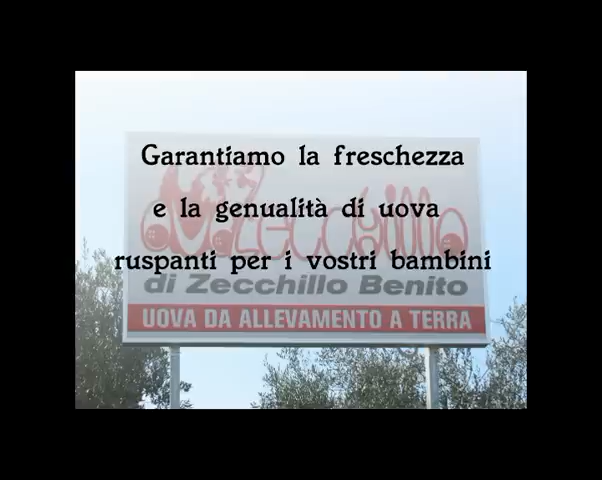 Garantiamo la freschezza
e la genualità di uova
ruspanti per i vostri bambini
Zecchillo
di Zecchillo Benito
UOVA DA ALLEVAMENTO A TERRA